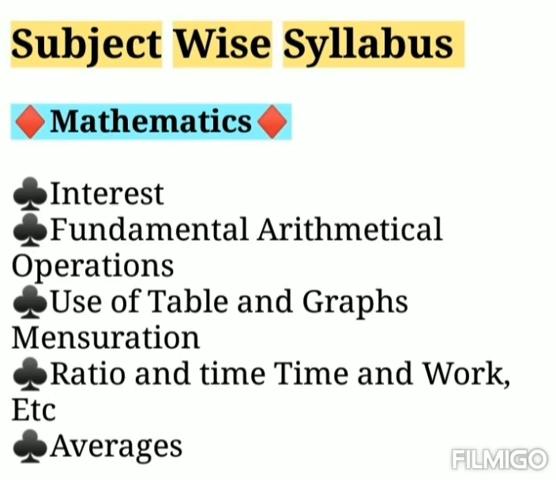 Subject Wise Syllabus
♦️Mathematics♦️
♣️Interest
♣️Fundamental Arithmetical
Operations
♣️Use of Table and Graphs
Mensuration
♣️Ratio and time Time and Work,
Etc
♣️Averages
FILMIGO